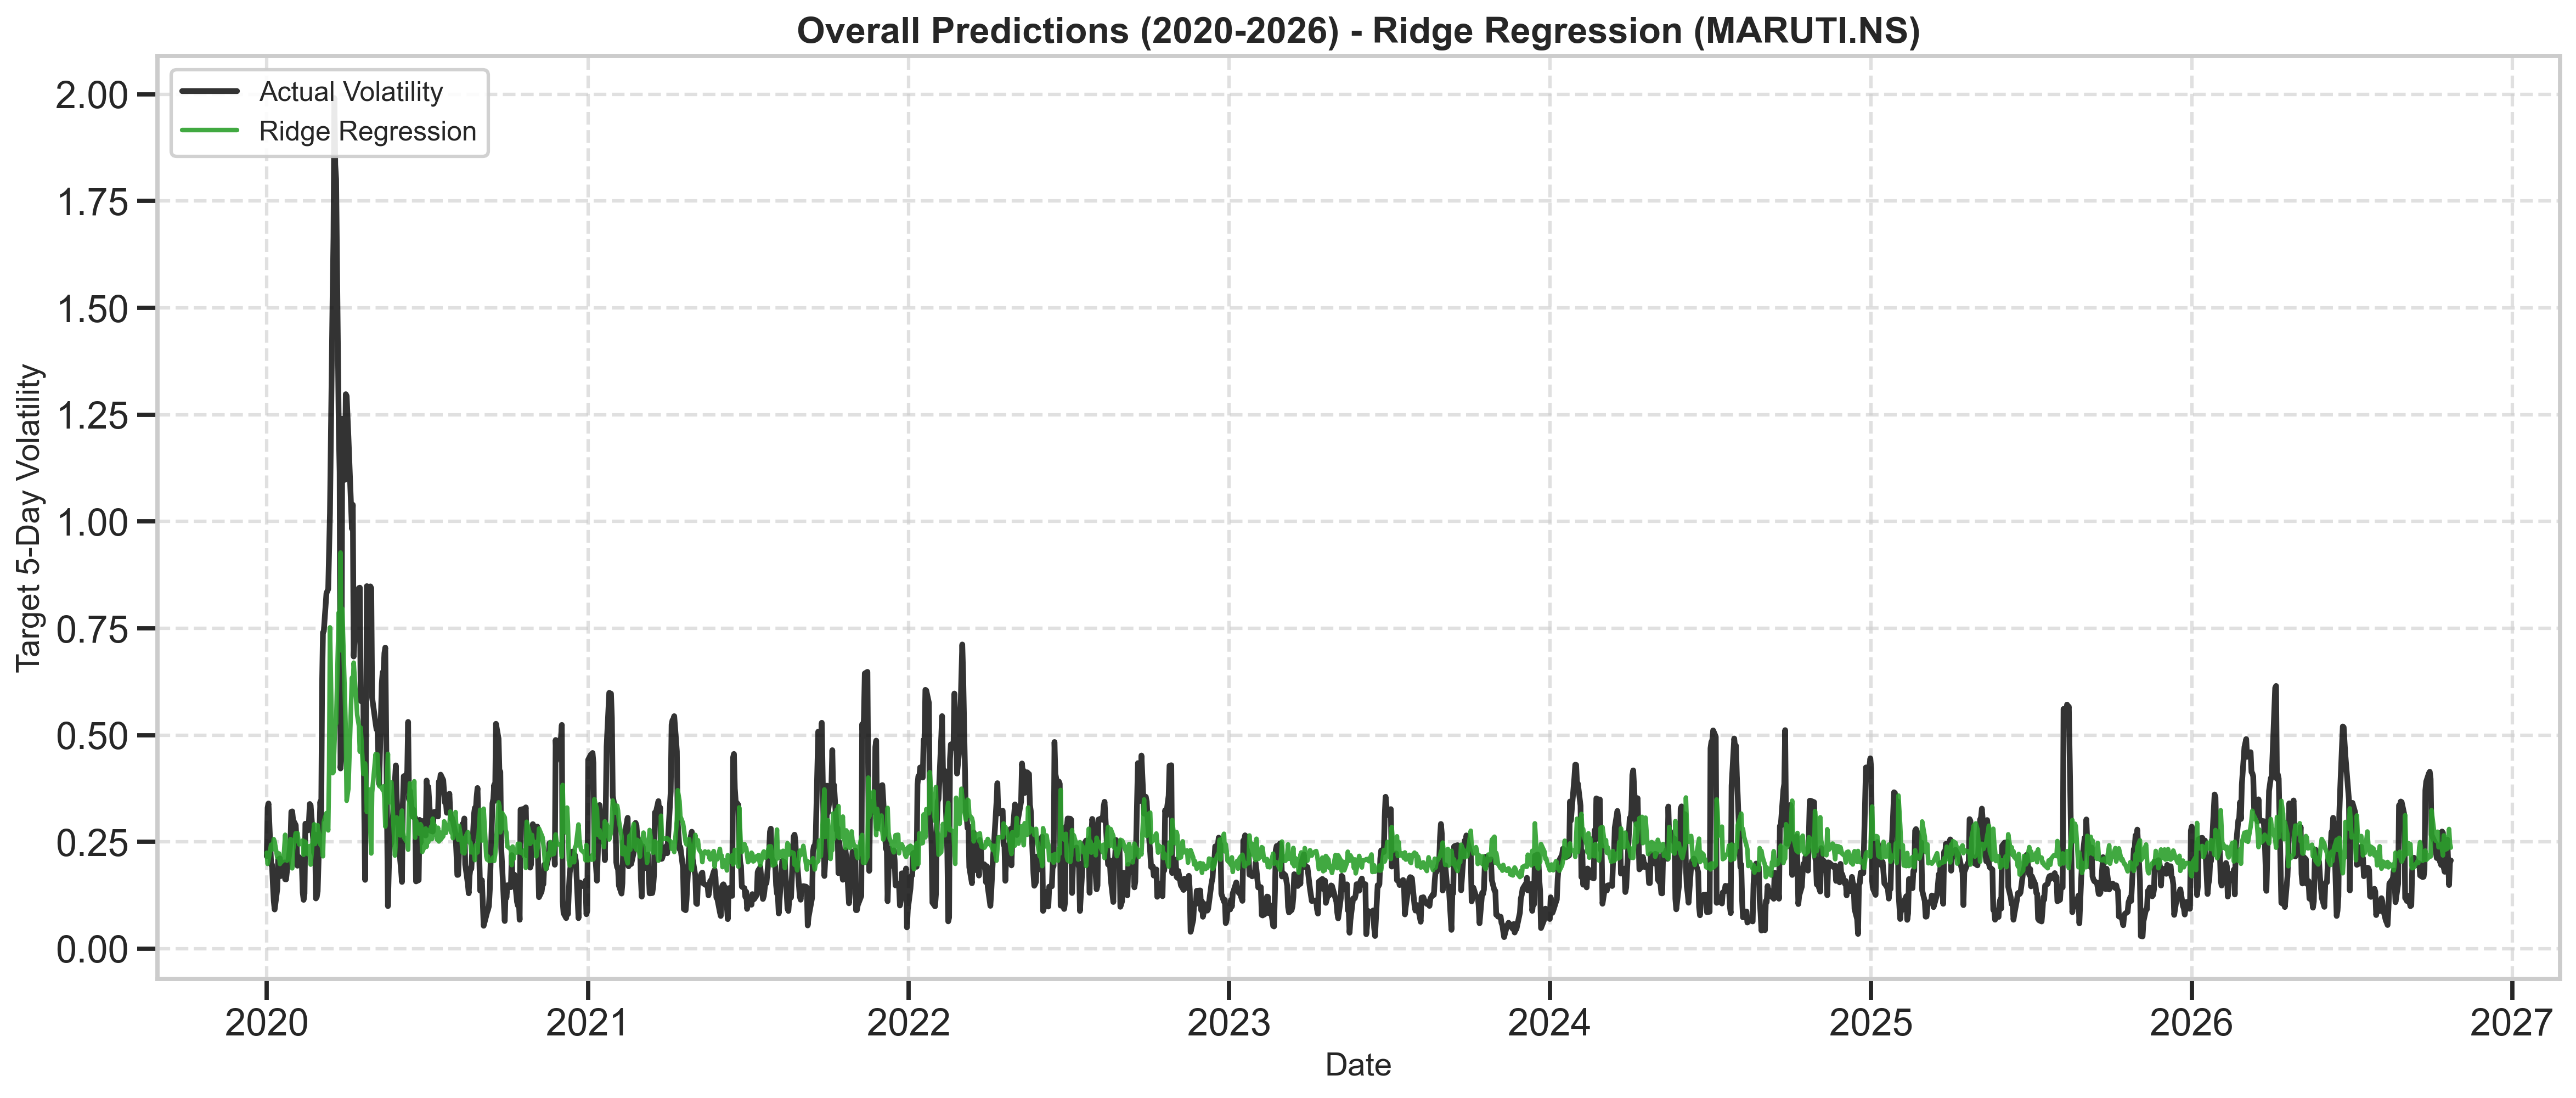 Overall Predictions (2020-2026) - Ridge Regression (MARUTI.NS)
Actual Volatility
Ridge Regression
Target 5-Day Volatility
2.00
1.75
1.50
1.25
1.00
0.75
0.50
0.25
0.00
2020 2021 2022 2023 2024 2025 2026 2027
Date